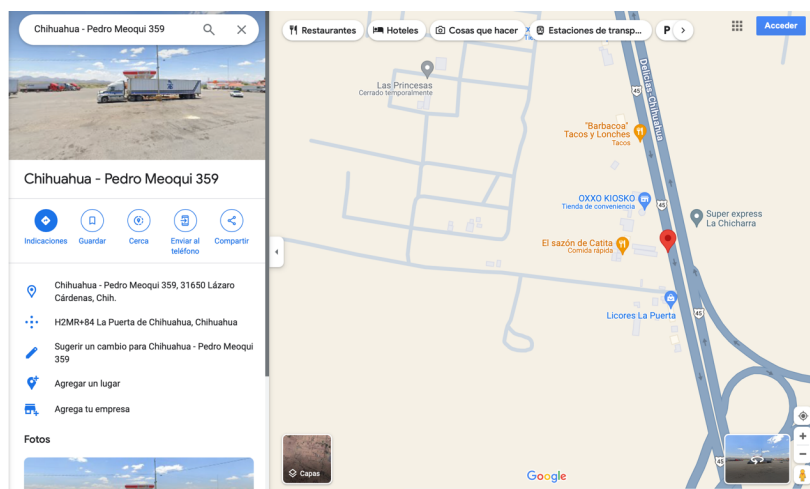 Chihuahua - Pedro Meoqui 359
Chihuahua - Pedro Meoqui 359
Indicaciones
Guardar
Cerca
Enviar al
teléfono
Compartir
Chihuahua - Pedro Meoqui 359, 31650 Lázaro
Cárdenas, Chih.
H2MR+84 La Puerta de Chihuahua, Chihuahua
Sugerir un cambio para Chihuahua - Pedro Meoqui
359
Agregar un lugar
Agrega tu empresa
Fotos
Restaurantes
Hoteles
Cosas que hacer
Estaciones de transp...
P
Acceder
Las Princesas
Cerrado temporalmente
Delicias-Chihuahua
45
"Barbacoa"
Tacos y Lonches
Tacos
OXXO KIOSKO
Tienda de conveniencia
45
Super express
La Chicharra
El sazón de Catita
Comida rápida
Licores La Puerta
45
45
Capas
Google